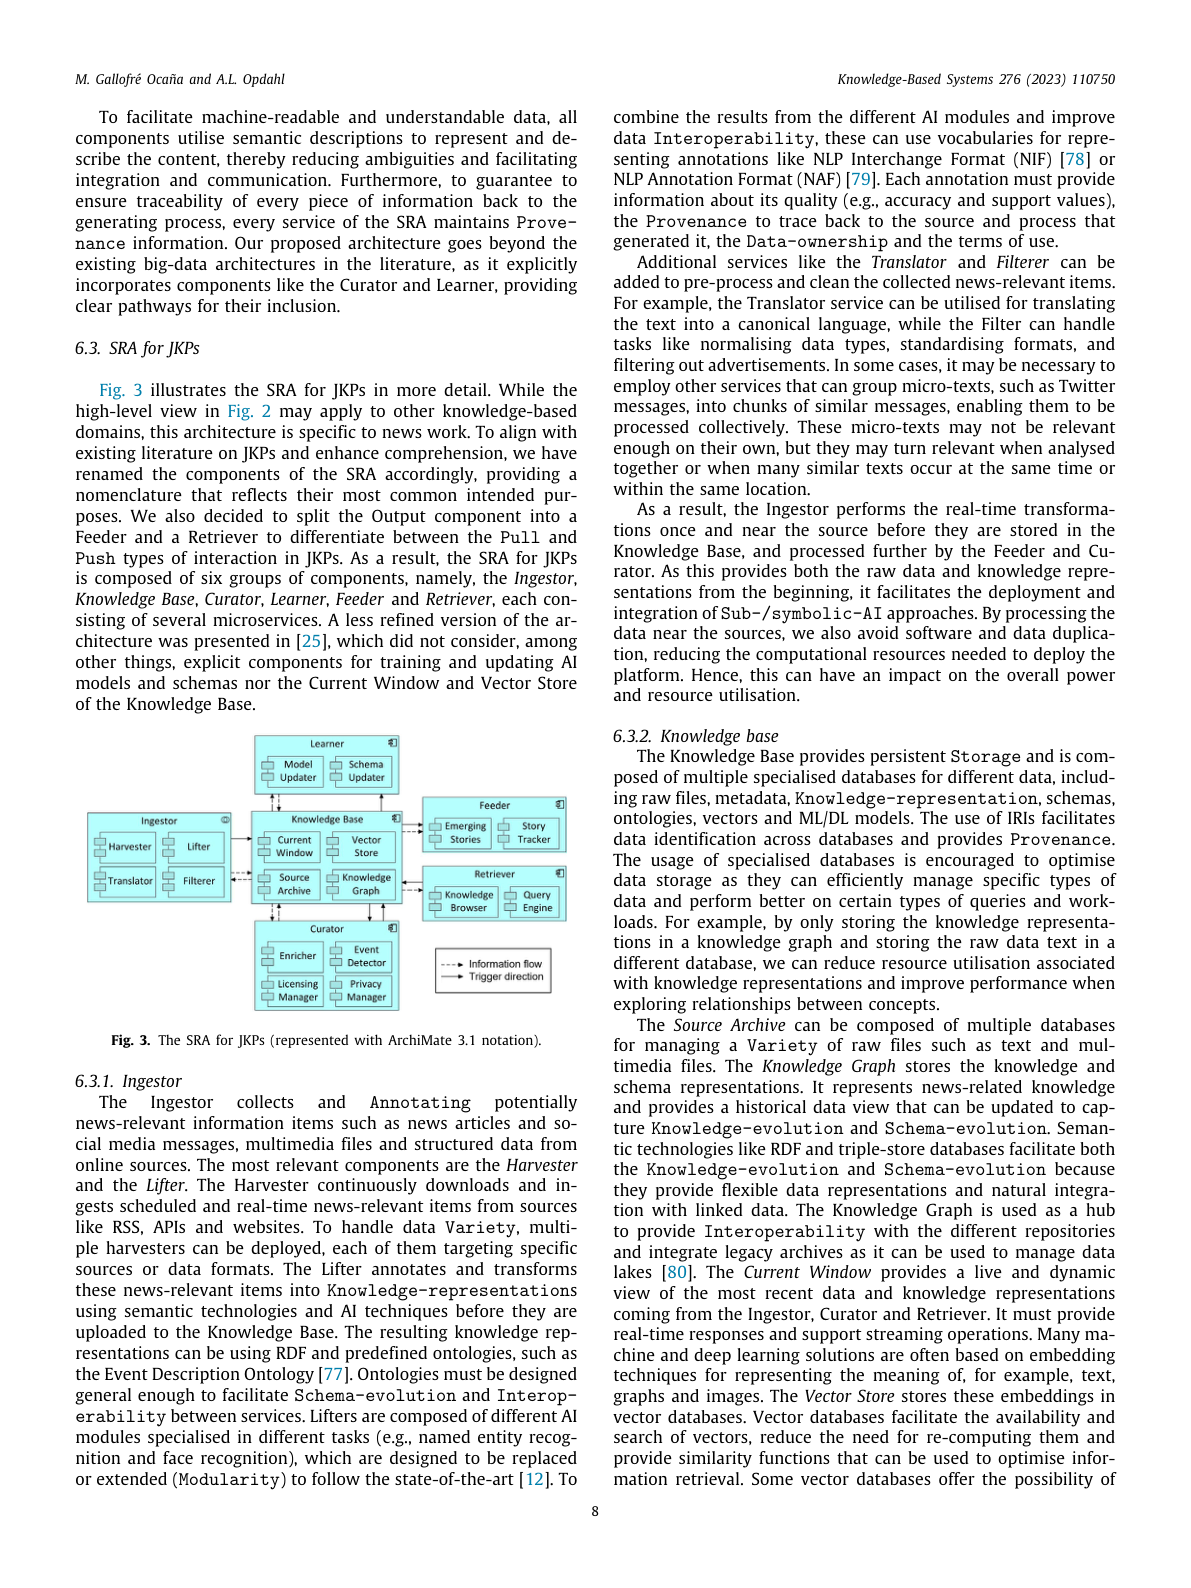 M. Gallofré Ocaña and A.L. Opdahl
Knowledge-Based Systems 276 (2023) 110750
To facilitate machine-readable and understandable data, all
components utilise semantic descriptions to represent and de-
scribe the content, thereby reducing ambiguities and facilitating
integration and communication. Furthermore, to guarantee to
ensure traceability of every piece of information back to the
generating process, every service of the SRA maintains Prove-
nance information. Our proposed architecture goes beyond the
existing big-data architectures in the literature, as it explicitly
incorporates components like the Curator and Learner, providing
clear pathways for their inclusion.
6.3. SRA for JKPs
Fig. 3 illustrates the SRA for JKPs in more detail. While the
high-level view in Fig. 2 may apply to other knowledge-based
domains, this architecture is specific to news work. To align with
existing literature on JKPs and enhance comprehension, we have
renamed the components of the SRA accordingly, providing a
nomenclature that reflects their most common intended pur-
poses. We also decided to split the Output component into a
Feeder and a Retriever to differentiate between the Pull and
Push types of interaction in JKPs. As a result, the SRA for JKPs
is composed of six groups of components, namely, the Ingestor,
Knowledge Base, Curator, Learner, Feeder and Retriever, each con-
sisting of several microservices. A less refined version of the ar-
chitecture was presented in [25], which did not consider, among
other things, explicit components for training and updating AI
models and schemas nor the Current Window and Vector Store
of the Knowledge Base.
Learner
Model
Updater
Schema
Updater
Ingestor
Harvester
Lifter
Translator
Filterer
Knowledge Base
Current
Window
Vector
Store
Source
Archive
Knowledge
Graph
Feeder
Emerging
Stories
Story
Tracker
Retriever
Knowledge
Browser
Query
Engine
Curator
Enricher
Event
Detector
Licensing
Manager
Privacy
Manager
Information flow
Trigger direction
Fig. 3. The SRA for JKPs (represented with ArchiMate 3.1 notation).
6.3.1. Ingestor
The Ingestor collects and Annotating potentially
news-relevant information items such as news articles and so-
cial media messages, multimedia files and structured data from
online sources. The most relevant components are the Harvester
and the Lifter. The Harvester continuously downloads and in-
gests scheduled and real-time news-relevant items from sources
like RSS, APIs and websites. To handle data Variety, multi-
ple harvesters can be deployed, each of them targeting specific
sources or data formats. The Lifter annotates and transforms
these news-relevant items into Knowledge-representations
using semantic technologies and AI techniques before they are
uploaded to the Knowledge Base. The resulting knowledge rep-
resentations can be using RDF and predefined ontologies, such as
the Event Description Ontology [77]. Ontologies must be designed
general enough to facilitate Schema-evolution and Interop-
erability between services. Lifters are composed of different AI
modules specialised in different tasks (e.g., named entity recog-
nition and face recognition), which are designed to be replaced
or extended (Modularity) to follow the state-of-the-art [12]. To
combine the results from the different AI modules and improve
data Interoperability, these can use vocabularies for repre-
senting annotations like NLP Interchange Format (NIF) [78] or
NLP Annotation Format (NAF) [79]. Each annotation must provide
information about its quality (e.g., accuracy and support values),
the Provenance to trace back to the source and process that
generated it, the Data-ownership and the terms of use.
Additional services like the Translator and Filterer can be
added to pre-process and clean the collected news-relevant items.
For example, the Translator service can be utilised for translating
the text into a canonical language, while the Filter can handle
tasks like normalising data types, standardising formats, and
filtering out advertisements. In some cases, it may be necessary to
employ other services that can group micro-texts, such as Twitter
messages, into chunks of similar messages, enabling them to be
processed collectively. These micro-texts may not be relevant
enough on their own, but they may turn relevant when analysed
together or when many similar texts occur at the same time or
within the same location.
As a result, the Ingestor performs the real-time transforma-
tions once and near the source before they are stored in the
Knowledge Base, and processed further by the Feeder and Cu-
rator. As this provides both the raw data and knowledge repre-
sentations from the beginning, it facilitates the deployment and
integration of Sub-/symbolic-AI approaches. By processing the
data near the sources, we also avoid software and data duplica-
tion, reducing the computational resources needed to deploy the
platform. Hence, this can have an impact on the overall power
and resource utilisation.
6.3.2. Knowledge base
The Knowledge Base provides persistent Storage and is com-
posed of multiple specialised databases for different data, includ-
ing raw files, metadata, Knowledge-representation, schemas,
ontologies, vectors and ML/DL models. The use of IRIs facilitates
data identification across databases and provides Provenance.
The usage of specialised databases is encouraged to optimise
data storage as they can efficiently manage specific types of
data and perform better on certain types of queries and work-
loads. For example, by only storing the knowledge representa-
tions in a knowledge graph and storing the raw data text in a
different database, we can reduce resource utilisation associated
with knowledge representations and improve performance when
exploring relationships between concepts.
The Source Archive can be composed of multiple databases
for managing a Variety of raw files such as text and mul-
timedia files. The Knowledge Graph stores the knowledge and
schema representations. It represents news-related knowledge
and provides a historical data view that can be updated to cap-
ture Knowledge-evolution and Schema-evolution. Seman-
tic technologies like RDF and triple-store databases facilitate both
the Knowledge-evolution and Schema-evolution because
they provide flexible data representations and natural integra-
tion with linked data. The Knowledge Graph is used as a hub
to provide Interoperability with the different repositories
and integrate legacy archives as it can be used to manage data
lakes [80]. The Current Window provides a live and dynamic
view of the most recent data and knowledge representations
coming from the Ingestor, Curator and Retriever. It must provide
real-time responses and support streaming operations. Many ma-
chine and deep learning solutions are often based on embedding
techniques for representing the meaning of, for example, text,
graphs and images. The Vector Store stores these embeddings in
vector databases. Vector databases facilitate the availability and
search of vectors, reduce the need for re-computing them and
provide similarity functions that can be used to optimise infor-
mation retrieval. Some vector databases offer the possibility of
8